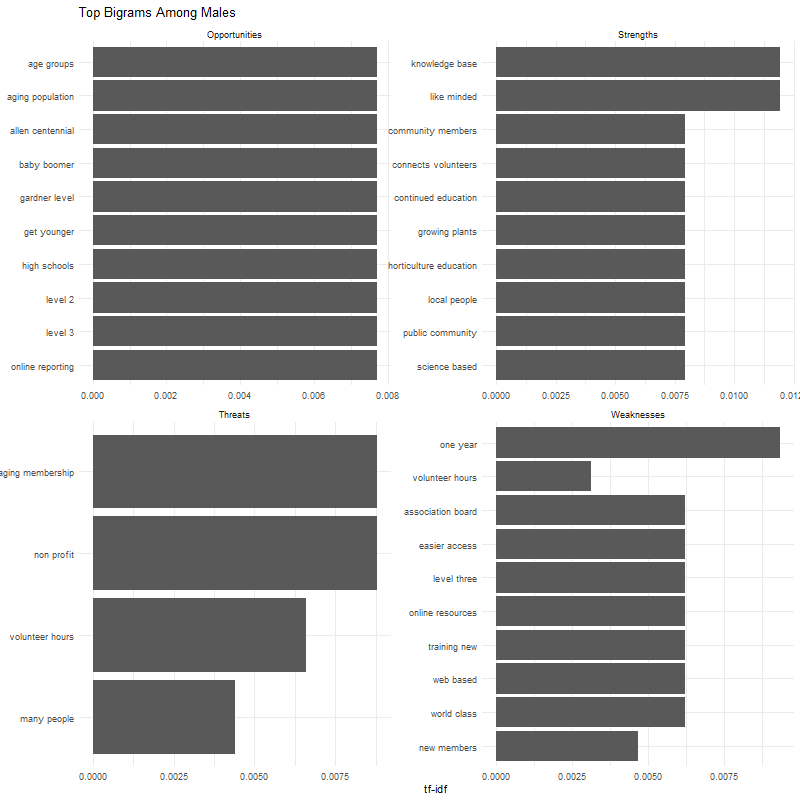 Top Bigrams Among Males
Opportunities
age groups
aging population
allen centennial
baby boomer
gardner level
get younger
high schools
level 2
level 3
online reporting
0.000 0.002 0.004 0.006 0.008
Strengths
knowledge base
like minded
community members
connects volunteers
continued education
growing plants
horticulture education
local people
public community
science based
0.0000 0.0025 0.0050 0.0075 0.0100 0.012
Threats
aging membership
non profit
volunteer hours
many people
0.0000 0.0025 0.0050 0.0075
Weaknesses
one year
volunteer hours
association board
easier access
level three
online resources
training new
web based
world class
new members
0.0000 0.0025 0.0050 0.0075
tf-idf